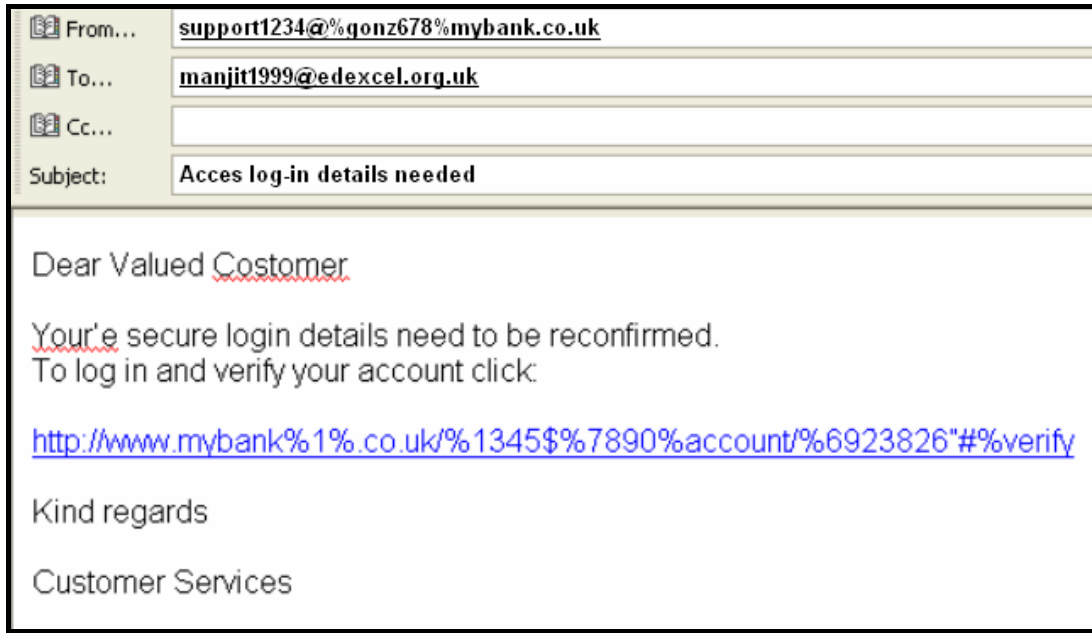 From... support1234@%gonz678%mybank.co.uk
To... manjit1999@edexcel.org.uk
Cc...
Subject: Acces log-in details needed
Dear Valued Costomer
Your'e secure login details need to be reconfirmed.
To log in and verify your account click:
http://www.mybank%1%.co.uk/%1345$%7890%account/%6923826"#%verify
Kind regards
Customer Services